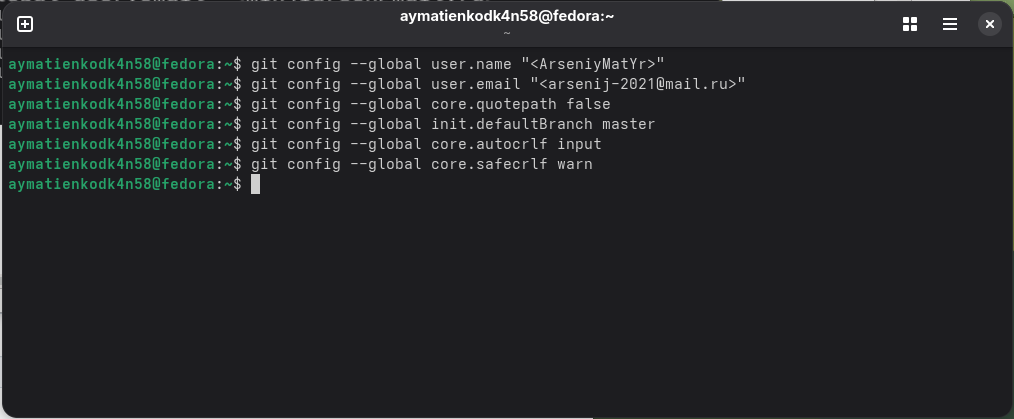 aymatienkodk4n58@fedora:~
~
aymatienkodk4n58@fedora:~$ git config --global user.name "<ArseniyMatYr>"
aymatienkodk4n58@fedora:~$ git config --global user.email "<arsenij-2021@mail.ru>"
aymatienkodk4n58@fedora:~$ git config --global core.quotepath false
aymatienkodk4n58@fedora:~$ git config --global init.defaultBranch master
aymatienkodk4n58@fedora:~$ git config --global core.autocrlf input
aymatienkodk4n58@fedora:~$ git config --global core.safecrlf warn
aymatienkodk4n58@fedora:~$